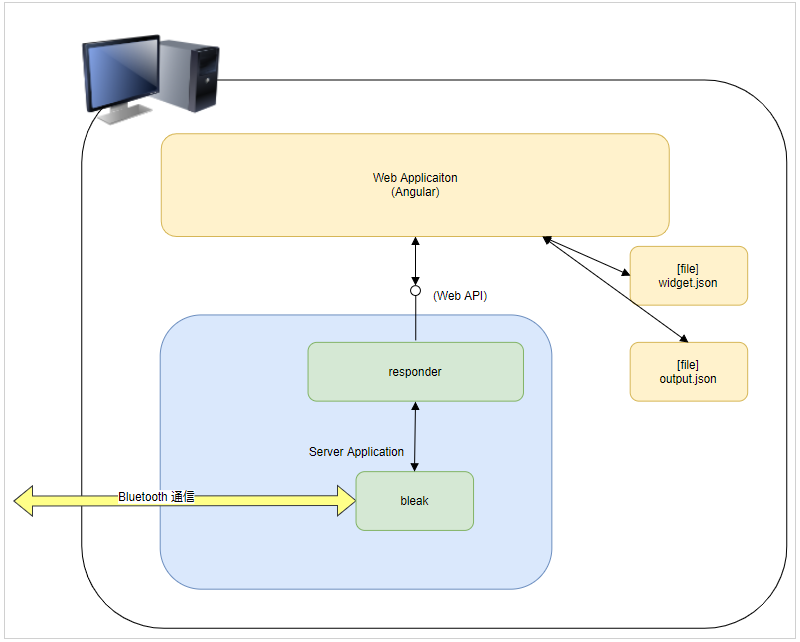 Web Applicaiton
(Angular)
[file]
widget.json
(Web API)
[file]
output.json
responder
Server Application
Bluetooth 通信
bleak